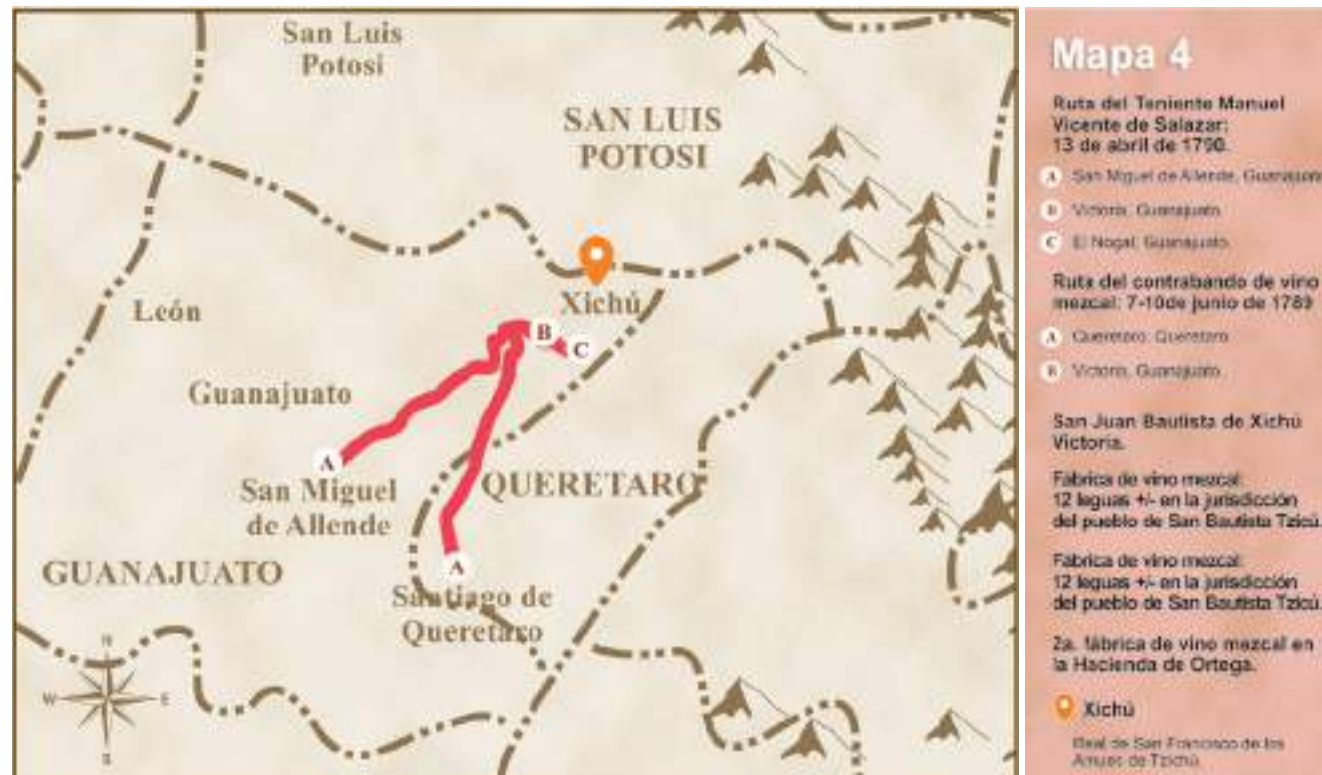 San Luis
Potosi
SAN LUIS
POTOSI
Xichú
León
B
C
Guanajuato
A
San Miguel
de Allende
QUERETARO
GUANAJUATO
A
Santiago de
Queretaro
N
W
E
S
Mapa 4
Ruta del Teniente Manuel
Vicente de Salazar:
13 de abril de 1790.
A San Miguel de Allende, Guanajuato
B Victoria, Guanajuato.
C El Nogal, Guanajuato.
Ruta del contrabando de vino
mezcal: 7-10de junio de 1789
A Queretaro, Queretaro
B Victoria, Guanajuato.
San Juan Bautista de Xichú
Victoria.
Fábrica de vino mezcal:
12 leguas +/- en la jurisdicción
del pueblo de San Bautista Tzicú.
Fábrica de vino mezcal:
12 leguas +/- en la jurisdicción
del pueblo de San Bautista Tzicú.
2a. fábrica de vino mezcal en
la Hacienda de Ortega.
Xichú
Real de San Francisco de los
de Tzichú.